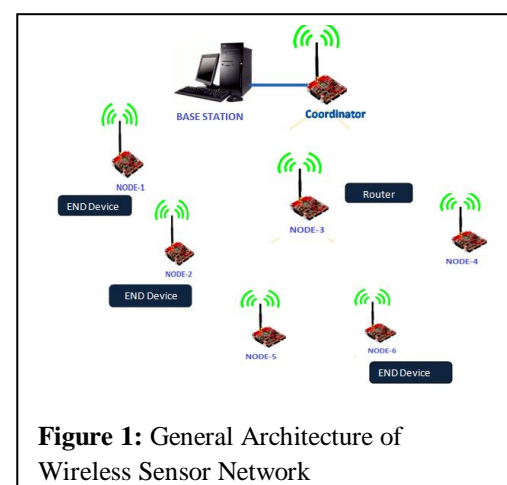 BASE STATION
Coordinator
NODE-1
END Device
Router
NODE-3
NODE-4
NODE-2
END Device
NODE-5
NODE-6
END Device
Figure 1: General Architecture of
Wireless Sensor Network